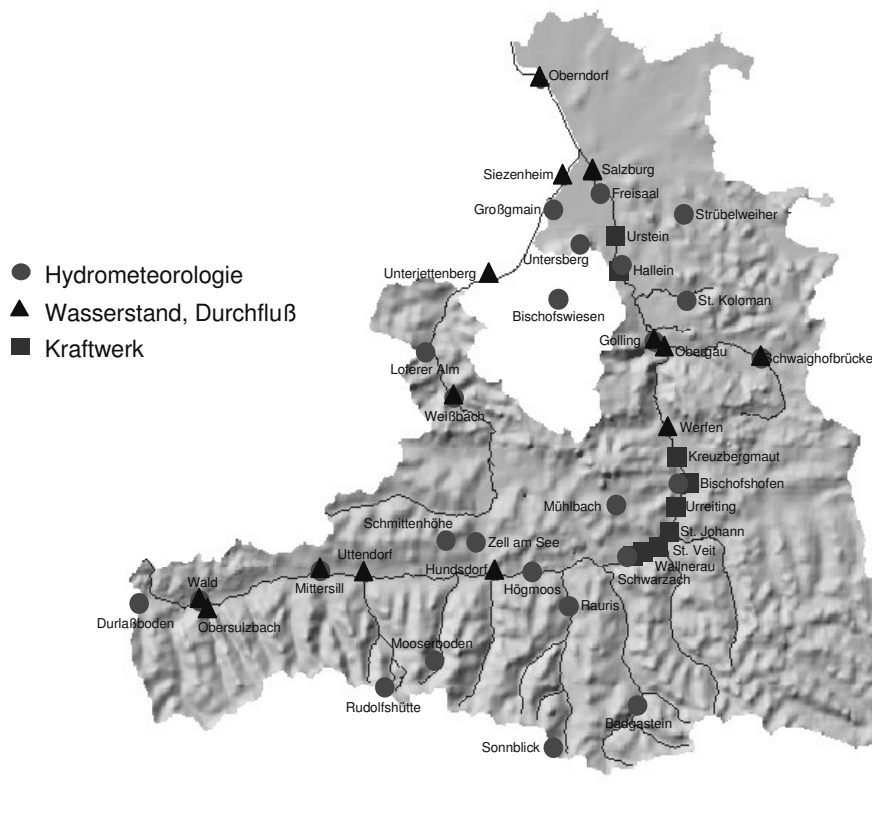 Oberndorf
Siezenheim
Salzburg
Freisaal
Großgmain
Strübelweiher
Urstein
Untersberg
Hallein
Unterjettenberg
Hydrometeorologie
St. Koloman
Wasserstand, Durchfluß
Bischofswiesen
Kraftwerk
Golling
Obergäu
Schwaighofbrücke
Loferer Alm
Weißbach
Werfen
Kreuzbergmaut
Bischofshofen
Mühlbach
Urreiting
Schmittenhöhe
St. Johann
Zell am See
St. Veit
Uttendorf
Wallnerau
Hundsdorf
Schwarzach
Wald
Mittersill
Högmoos
Rauris
Durlaßboden
Obersulzbach
Mooserboden
Rudolfshütte
Badgastein
Sonnblick